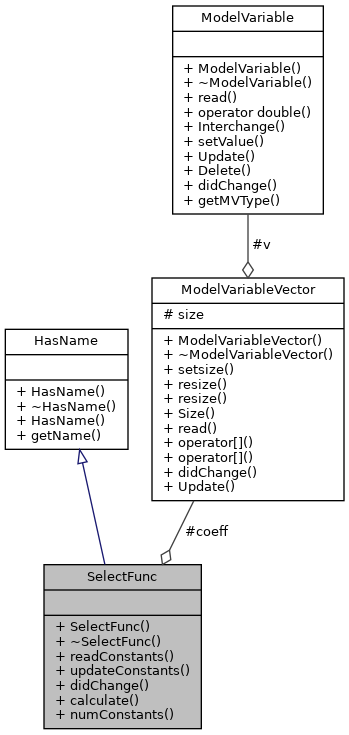 ModelVariable
+ ModelVariable()
+ ~ModelVariable()
+ read()
+ operator double()
+ Interchange()
+ setValue()
+ Update()
+ Delete()
+ didChange()
+ getMVType()
#v
ModelVariableVector
# size
+ ModelVariableVector()
+ ~ModelVariableVector()
+ setsize()
+ resize()
+ resize()
+ Size()
+ read()
+ operator[]()
+ operator[]()
+ didChange()
+ Update()
HasName
+ HasName()
+ ~HasName()
+ HasName()
+ getName()
#coeff
SelectFunc
+ SelectFunc()
+ ~SelectFunc()
+ readConstants()
+ updateConstants()
+ didChange()
+ calculate()
+ numConstants()